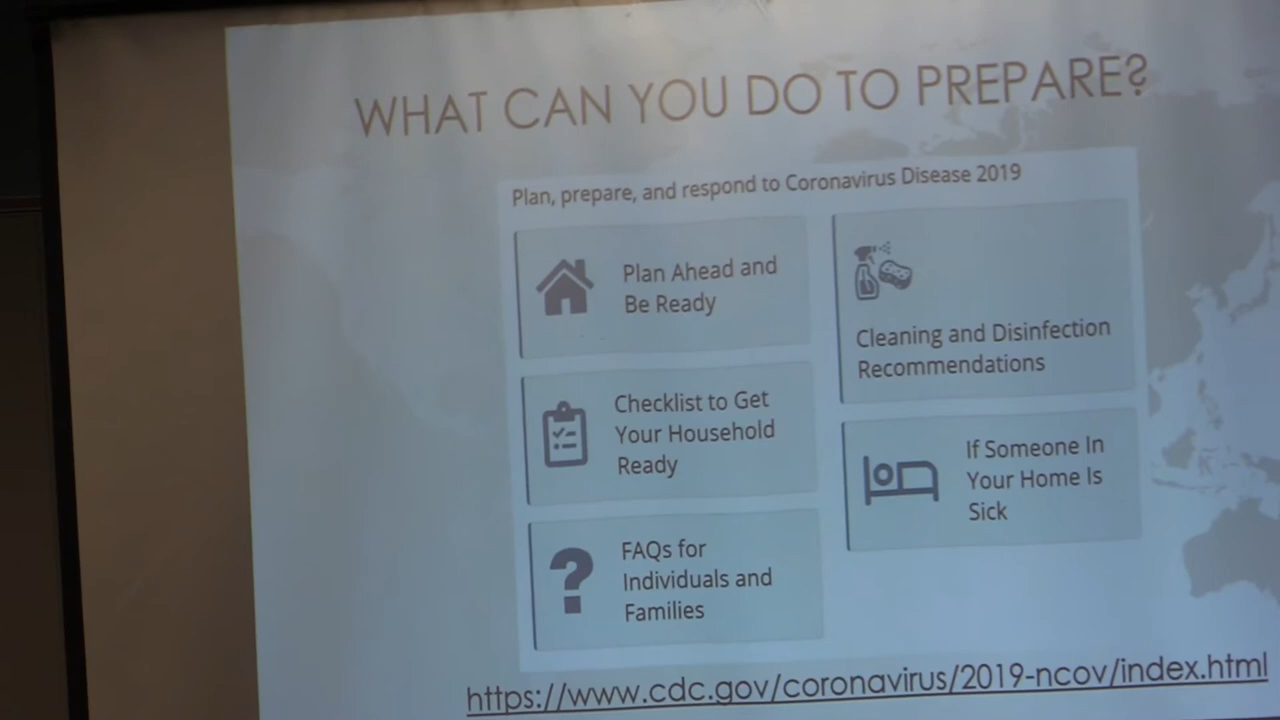 WHAT CAN YOU DO TO PREPARE?
Plan, prepare, and respond to Coronavirus Disease 2019
Plan Ahead and
Be Ready
Checklist to Get
Your Household
Ready
FAQs for
Individuals and
Families
Cleaning and Disinfection
Recommendations
If Someone In
Your Home Is
Sick
https://www.cdc.gov/coronavirus/2019-ncov/index.html